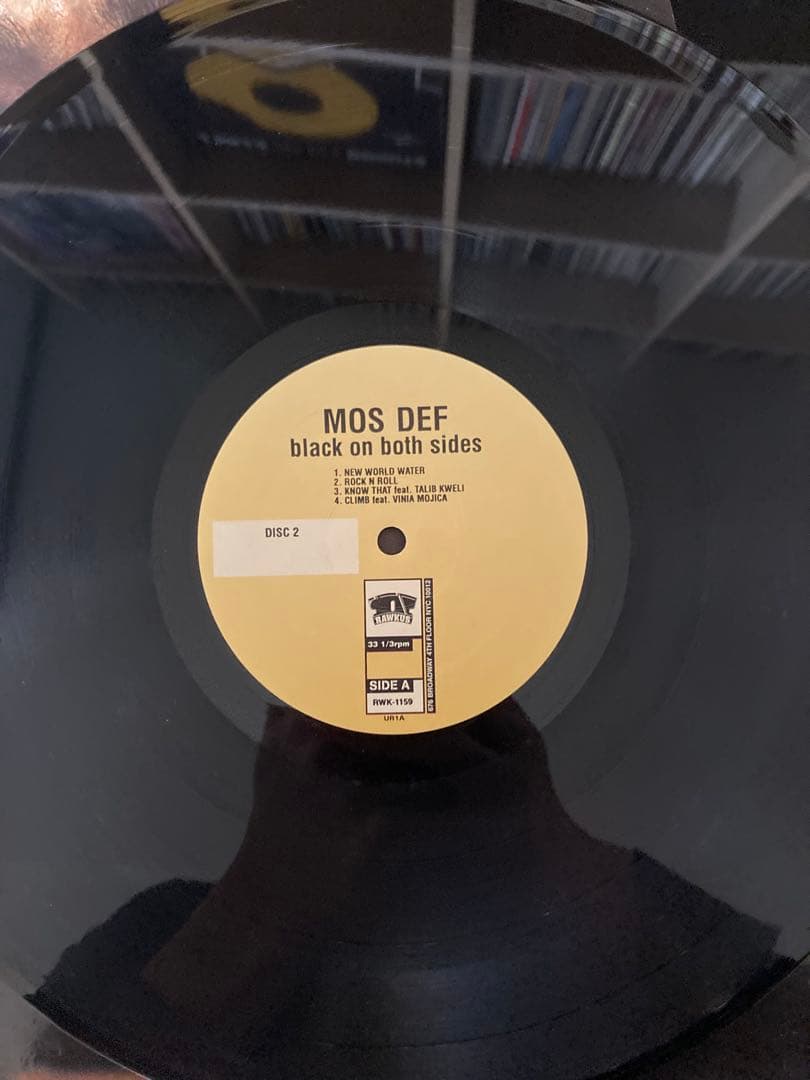 MOS DEF
black on both sides
1. NEW WORLD WATER
2. ROCK N ROLL
3. KNOW THAT feat. TALIB KWELI
4. CLIMB feat. VINIA MOJICA
DISC 2
RAWKUS
33 1/3rpm
SIDE A
RWK-1159
676 BROADWAY 4TH FLOOR NYC 10012
UR1A